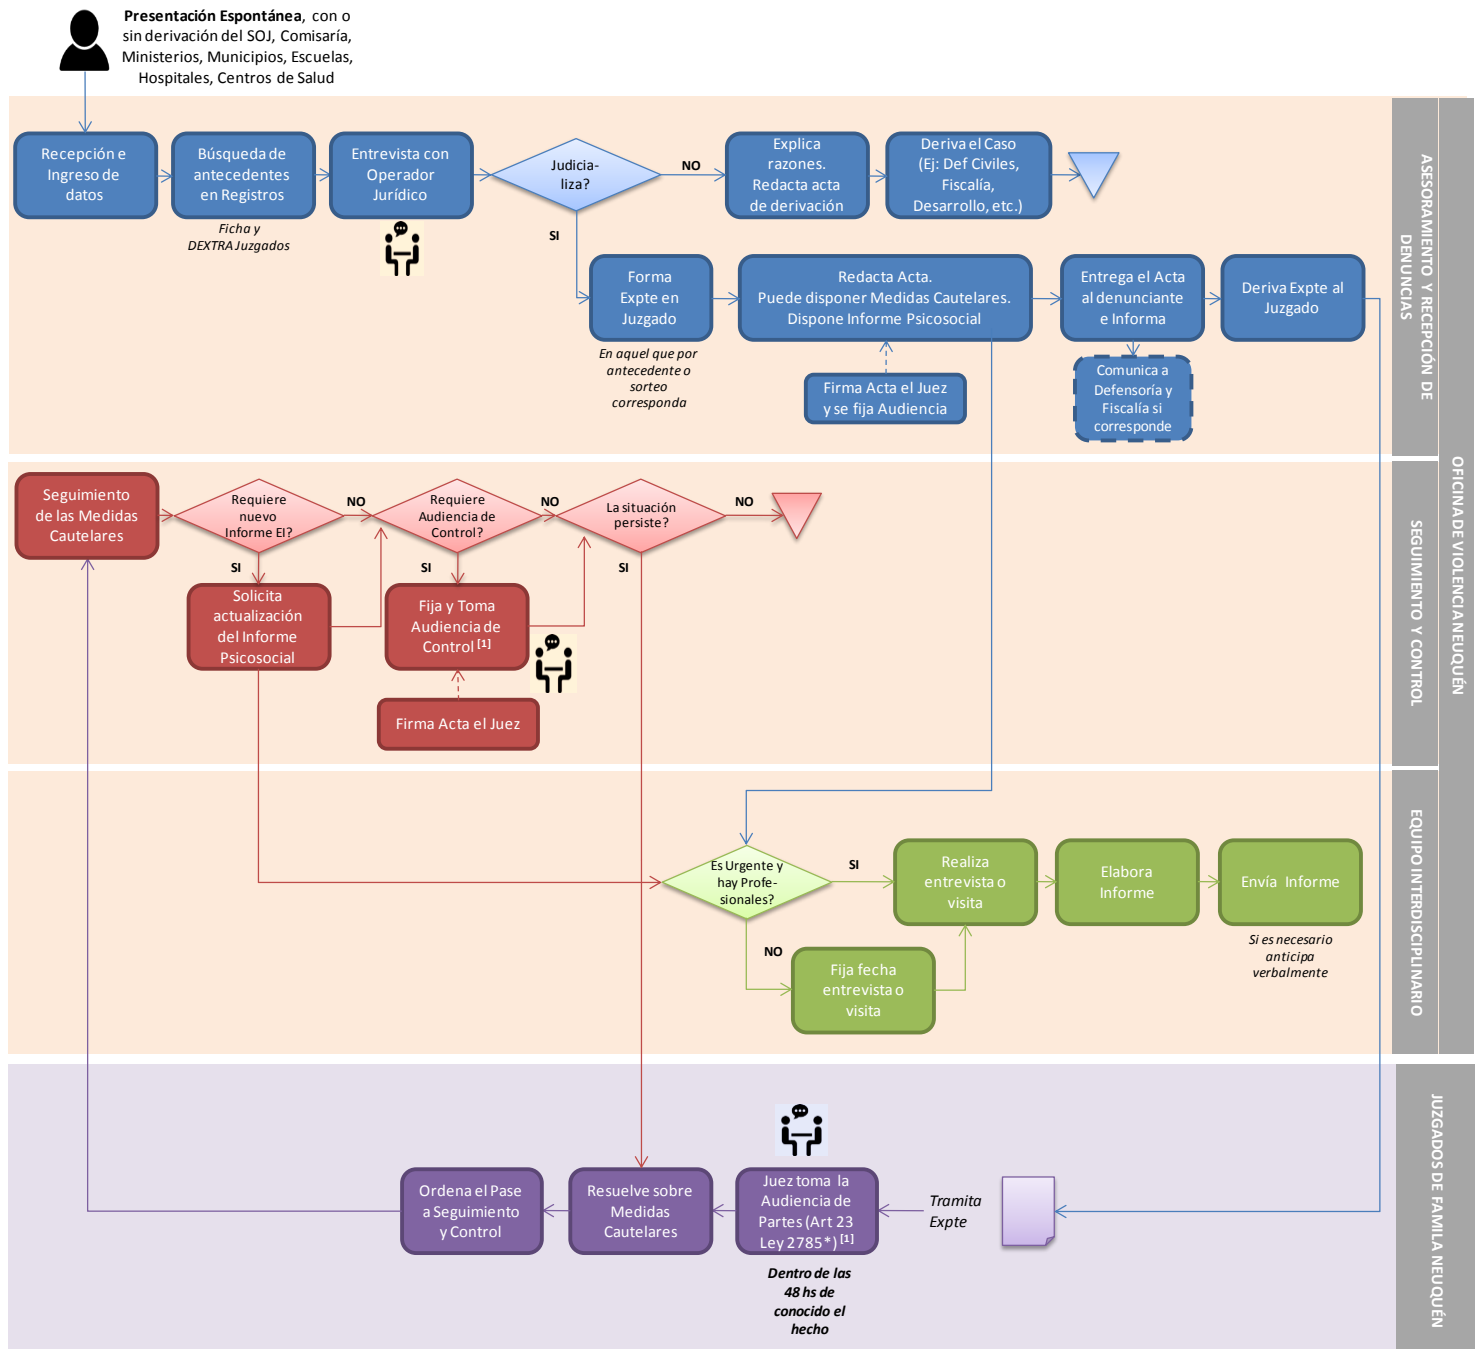 Presentación Espontánea, con o
sin derivación del SOJ, Comisaría,
Ministerios, Municipios, Escuelas,
Hospitales, Centros de Salud
Recepción e
Ingreso de
datos
Búsqueda de
antecedentes
en Registros
Ficha y
DEXTRA Juzgados
Entrevista con
Operador
Jurídico
Judicia-
liza?
NO
Explica
razones.
Redacta acta
de derivación
Deriva el Caso
(Ej: Def Civiles,
Fiscalía,
Desarrollo, etc.)
SI
Forma
Expte en
Juzgado
En aquel que por
antecedente o
sorteo
corresponda
Redacta Acta.
Puede disponer Medidas Cautelares.
Dispone Informe Psicosocial
Firma Acta el Juez
y se fija Audiencia
Entrega el Acta
al denunciante
e Informa
Comunica a
Defensoría y
Fiscalía si
corresponde
Deriva Expte al
Juzgado
ASESORAMIENTO Y RECEPCIÓN DE
DENUNCIAS
OFICINA DE VIOLENCIA NEUQUÉN
Seguimiento
de las Medidas
Cautelares
Requiere
nuevo
Informe EI?
NO
SI
Solicita
actualización
del Informe
Psicosocial
Requiere
Audiencia de
Control?
NO
SI
Fija y Toma
Audiencia de
Control [1]
Firma Acta el Juez
La situación
persiste?
NO
SI
SEGUIMIENTO Y CONTROL
Es Urgente y
hay Profe-
sionales?
SI
NO
Fija fecha
entrevista o
visita
Realiza
entrevista o
visita
Elabora
Informe
Envía Informe
Si es necesario
anticipa
verbalmente
EQUIPO INTERDISCIPLINARIO
Ordena el Pase
a Seguimiento
y Control
Resuelve sobre
Medidas
Cautelares
Juez toma la
Audiencia de
Partes (Art 23
Ley 2785*) [1]
Dentro de las
48 hs de
conocido el
hecho
Tramita
Expte
JUZGADOS DE FAMILA NEUQUÉN